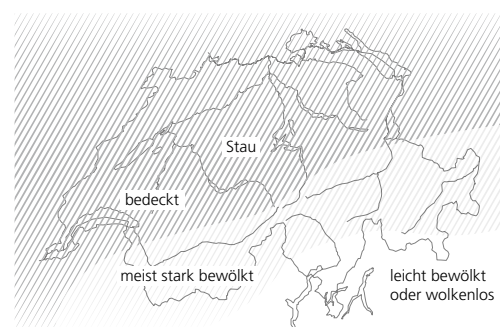 Stau
bedeckt
meist stark bewölkt
leicht bewölkt
oder wolkenlos